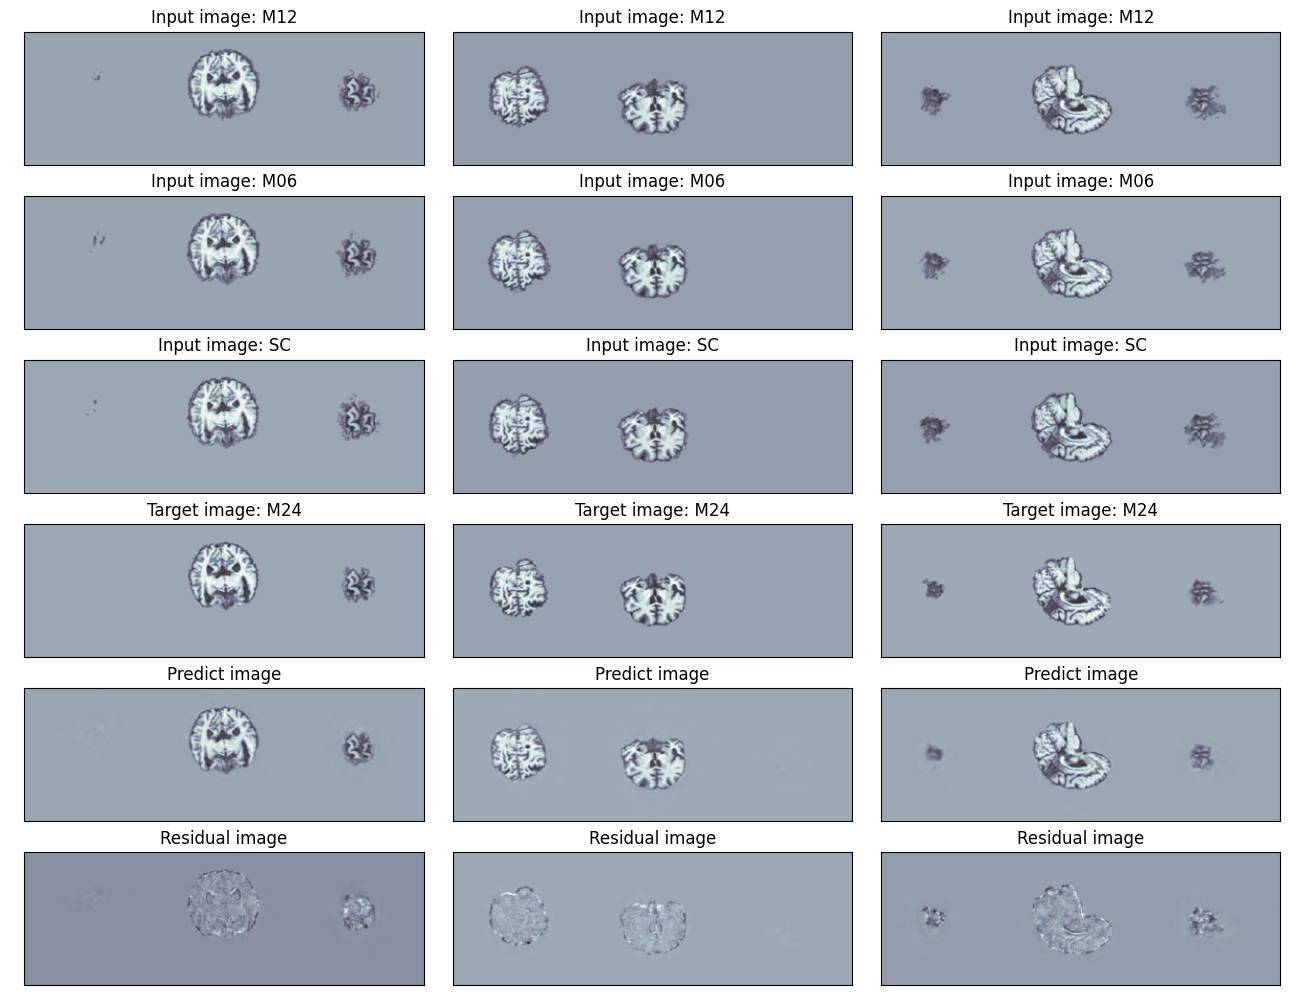 Input image: M12 Input image: M12 Input image: M12
Input image: M06 Input image: M06 Input image: M06
Input image: SC Input image: SC Input image: SC
Target image: M24 Target image: M24 Target image: M24
Predict image Predict image Predict image
Residual image Residual image Residual image